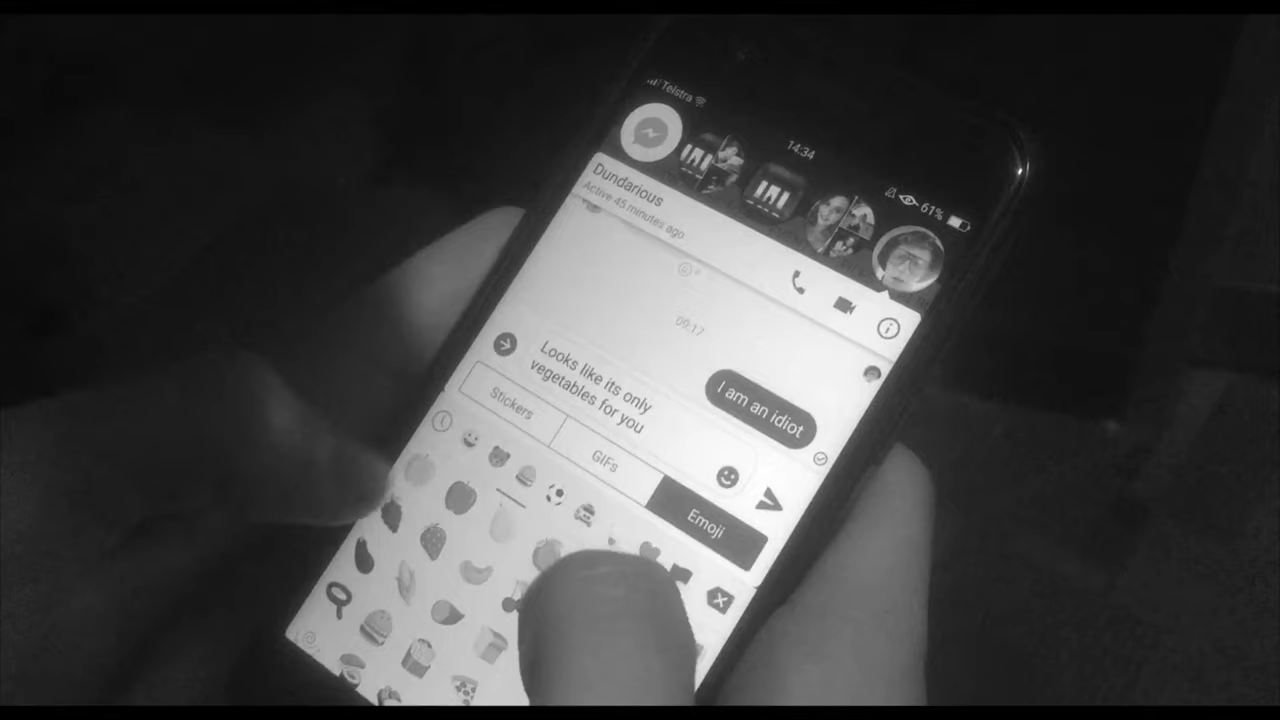 Telstra
14:34
61%
Dundarious
Active 45 minutes ago
09:17
I am an idiot
Looks like its only
vegetables for you
Stickers
GIFs
Emoji